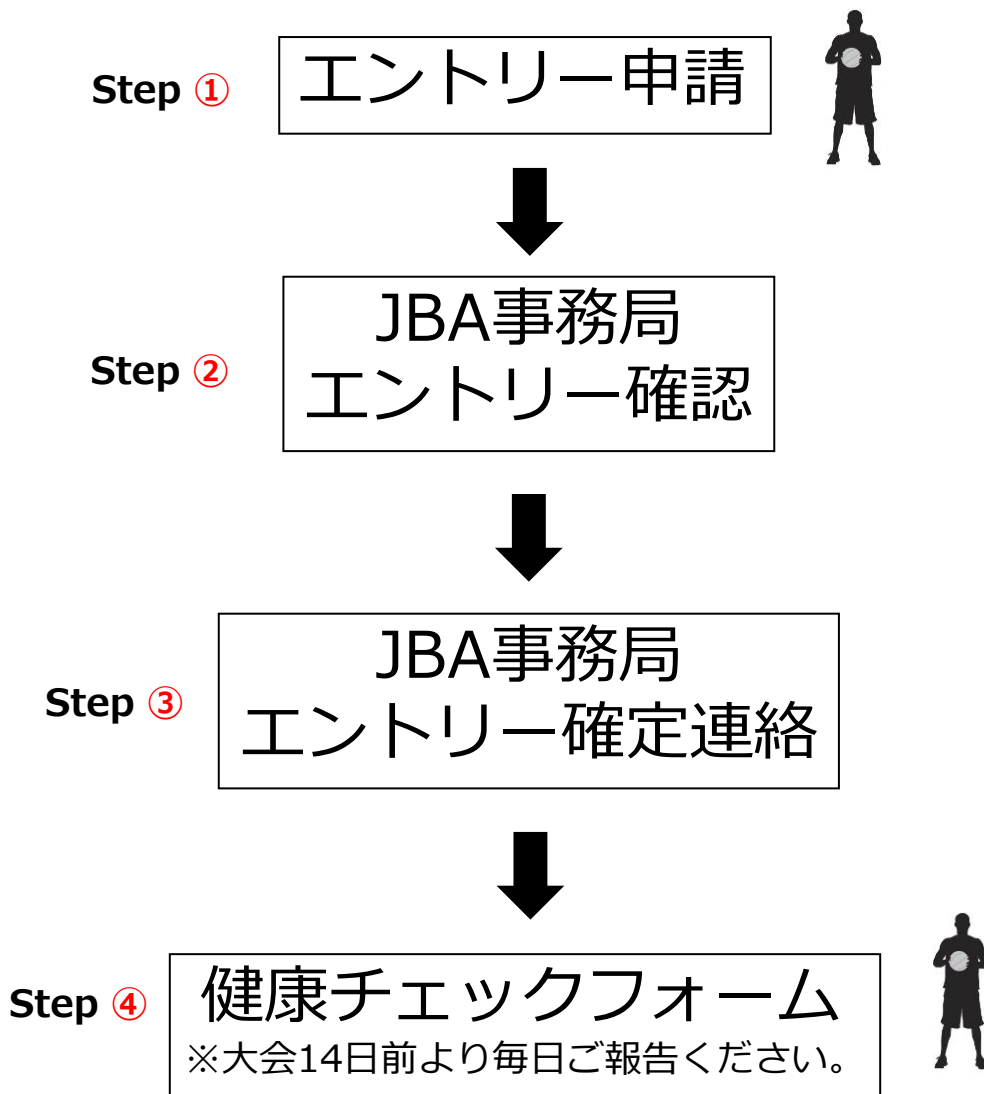 Step ①
エントリー申請
Step ②
JBA事務局
エントリー確認
Step ③
JBA事務局
エントリー確定連絡
Step ④
健康チェックフォーム
※大会14日前より毎日ご報告ください。